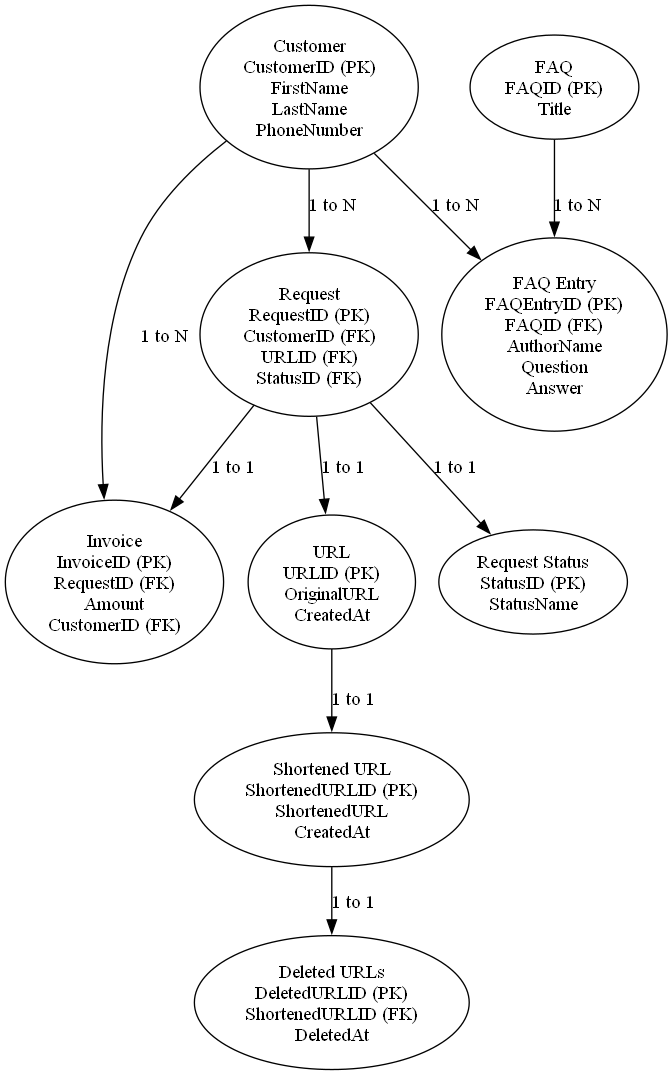 Customer
CustomerID (PK)
FirstName
LastName
PhoneNumber
FAQ
FAQID (PK)
Title
1 to N
1 to N
1 to N
1 to N
Request
RequestID (PK)
CustomerID (FK)
URLID (FK)
StatusID (FK)
FAQ Entry
FAQEntryID (PK)
FAQID (FK)
AuthorName
Question
Answer
1 to 1
1 to 1
1 to 1
Invoice
InvoiceID (PK)
RequestID (FK)
Amount
CustomerID (FK)
URL
URLID (PK)
OriginalURL
CreatedAt
Request Status
StatusID (PK)
StatusName
1 to 1
Shortened URL
ShortenedURLID (PK)
ShortenedURL
CreatedAt
1 to 1
Deleted URLs
DeletedURLID (PK)
ShortenedURLID (FK)
DeletedAt